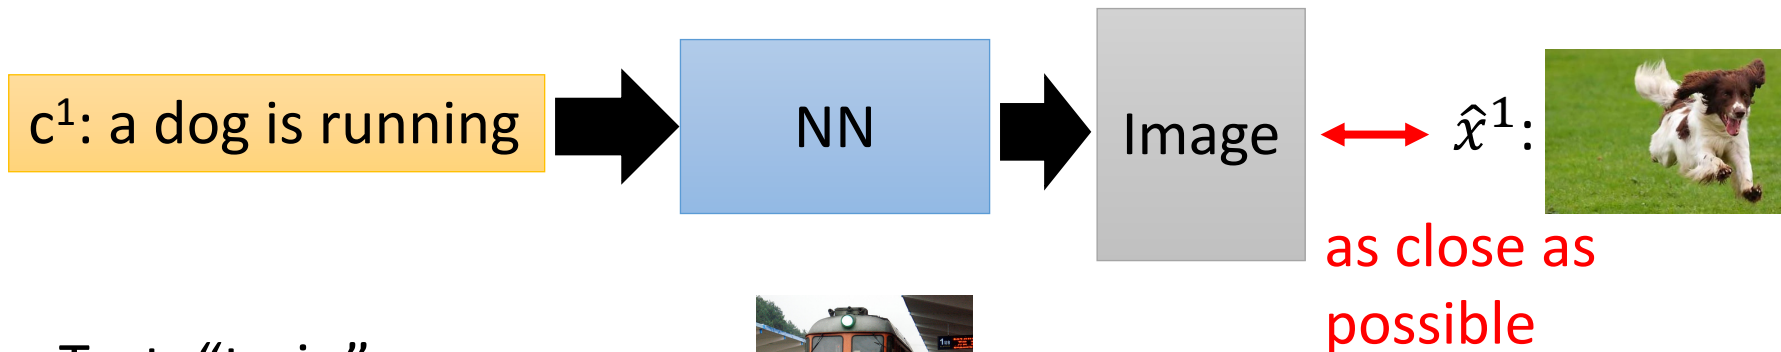 c¹: a dog is running
NN
Image
x̂¹:
as close as
possible